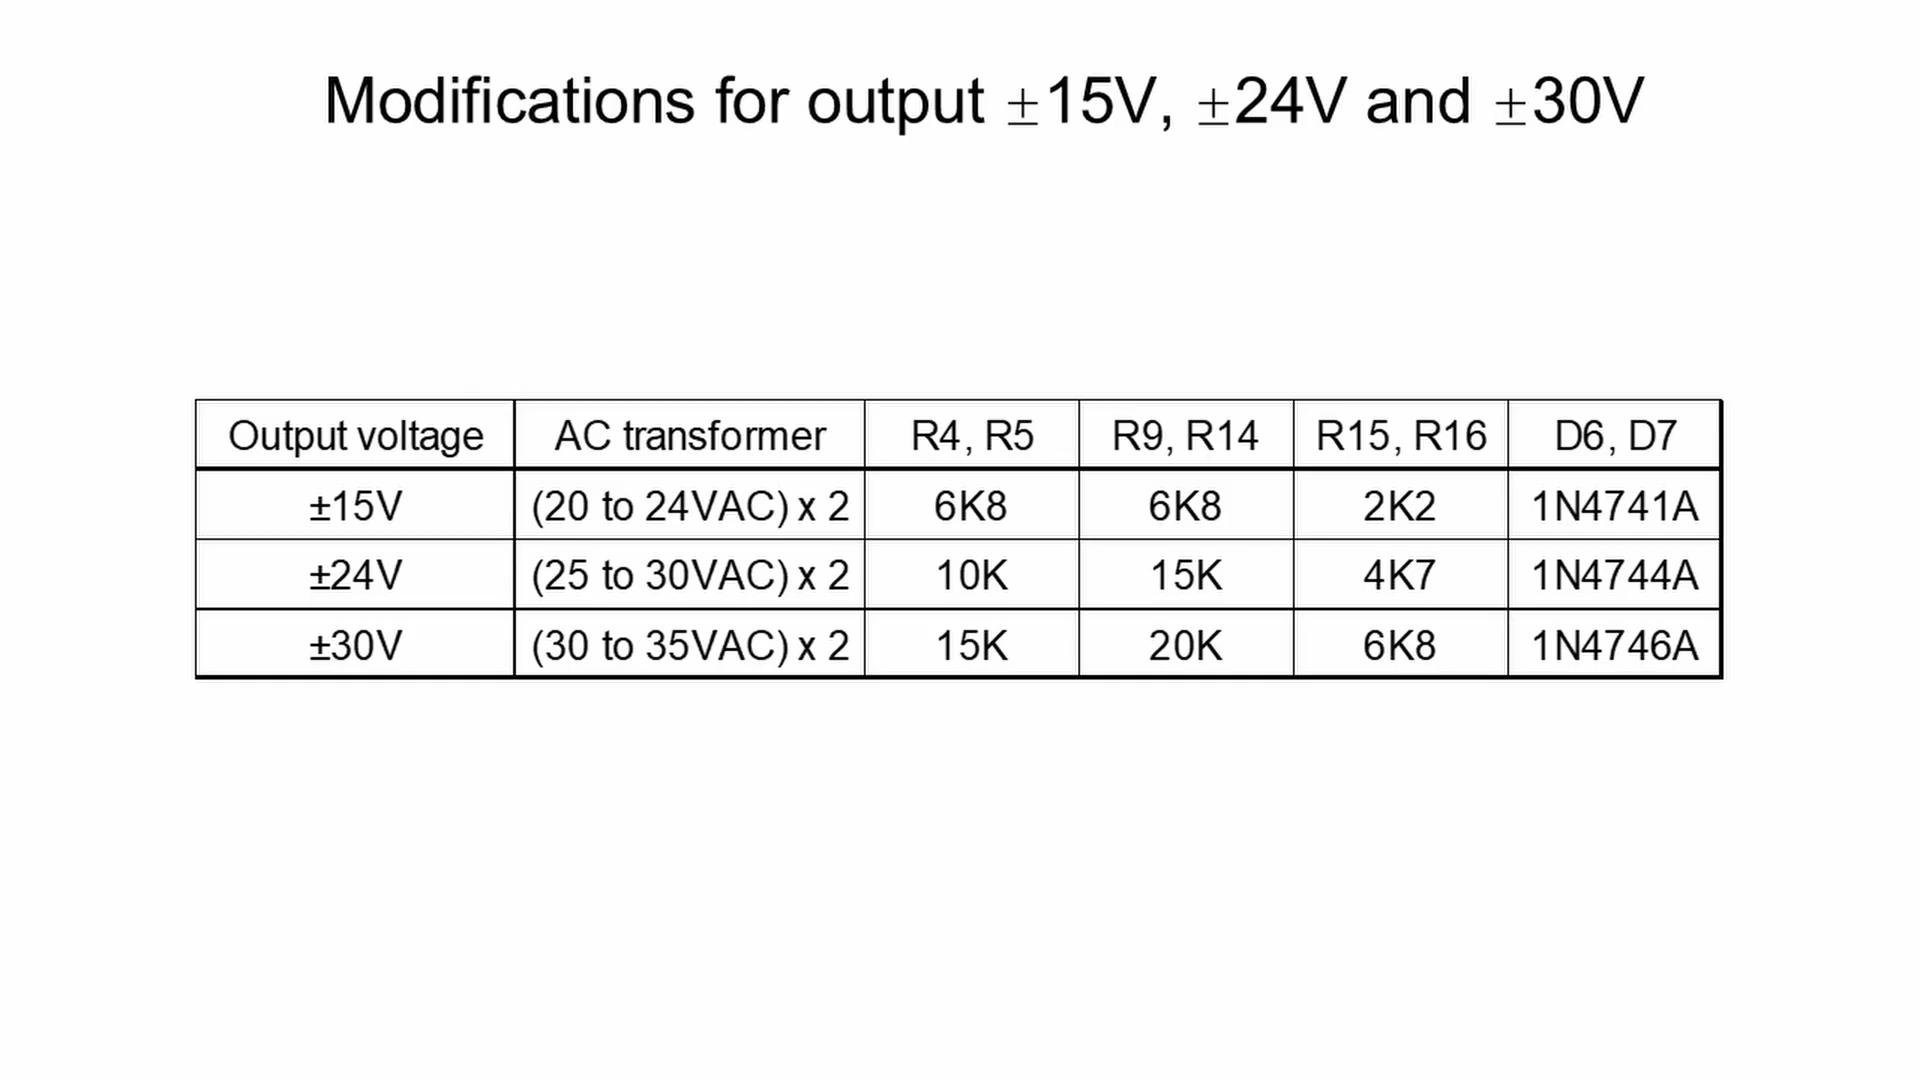 Modifications for output ±15V, ±24V and ±30V
Output voltage AC transformer R4, R5 R9, R14 R15, R16 D6, D7
±15V (20 to 24VAC) x 2 6K8 6K8 2K2 1N4741A
±24V (25 to 30VAC) x 2 10K 15K 4K7 1N4744A
±30V (30 to 35VAC) x 2 15K 20K 6K8 1N4746A